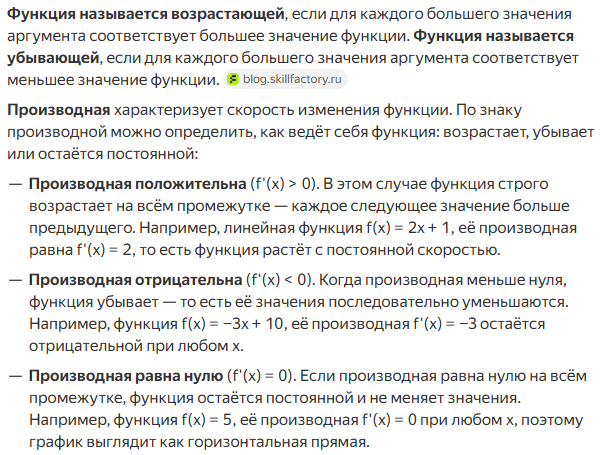 Функция называется возрастающей, если для каждого большего значения
аргумента соответствует большее значение функции. Функция называется
убывающей, если для каждого большего значения аргумента соответствует
меньшее значение функции. blog.skillfactory.ru
Производная характеризует скорость изменения функции. По знаку
производной можно определить, как ведёт себя функция: возрастает, убывает
или остаётся постоянной:
— Производная положительна (f'(x) > 0). В этом случае функция строго
возрастает на всём промежутке — каждое следующее значение больше
предыдущего. Например, линейная функция f(x) = 2x + 1, её производная
равна f'(x) = 2, то есть функция растёт с постоянной скоростью.
— Производная отрицательна (f'(x) < 0). Когда производная меньше нуля,
функция убывает — то есть её значения последовательно уменьшаются.
Например, функция f(x) = −3x + 10, её производная f'(x) = −3 остаётся
отрицательной при любом x.
— Производная равна нулю (f'(x) = 0). Если производная равна нулю на всём
промежутке, функция остаётся постоянной и не меняет значения.
Например, функция f(x) = 5, её производная f'(x) = 0 при любом x, поэтому
график выглядит как горизонтальная прямая.